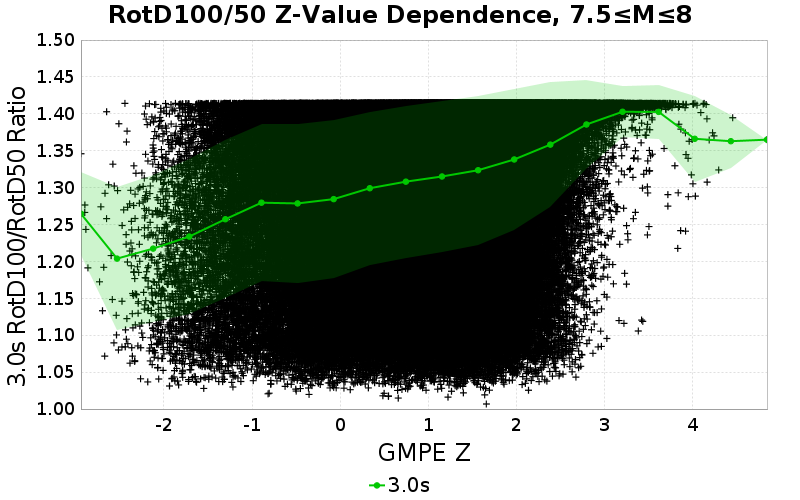 RotD100/50 Z-Value Dependence, 7.5≤M≤8
3.0s RotD100/RotD50 Ratio
1.50
1.45
1.40
1.35
1.30
1.25
1.20
1.15
1.10
1.05
1.00
-2 -1 0 1 2 3 4
GMPE Z
3.0s